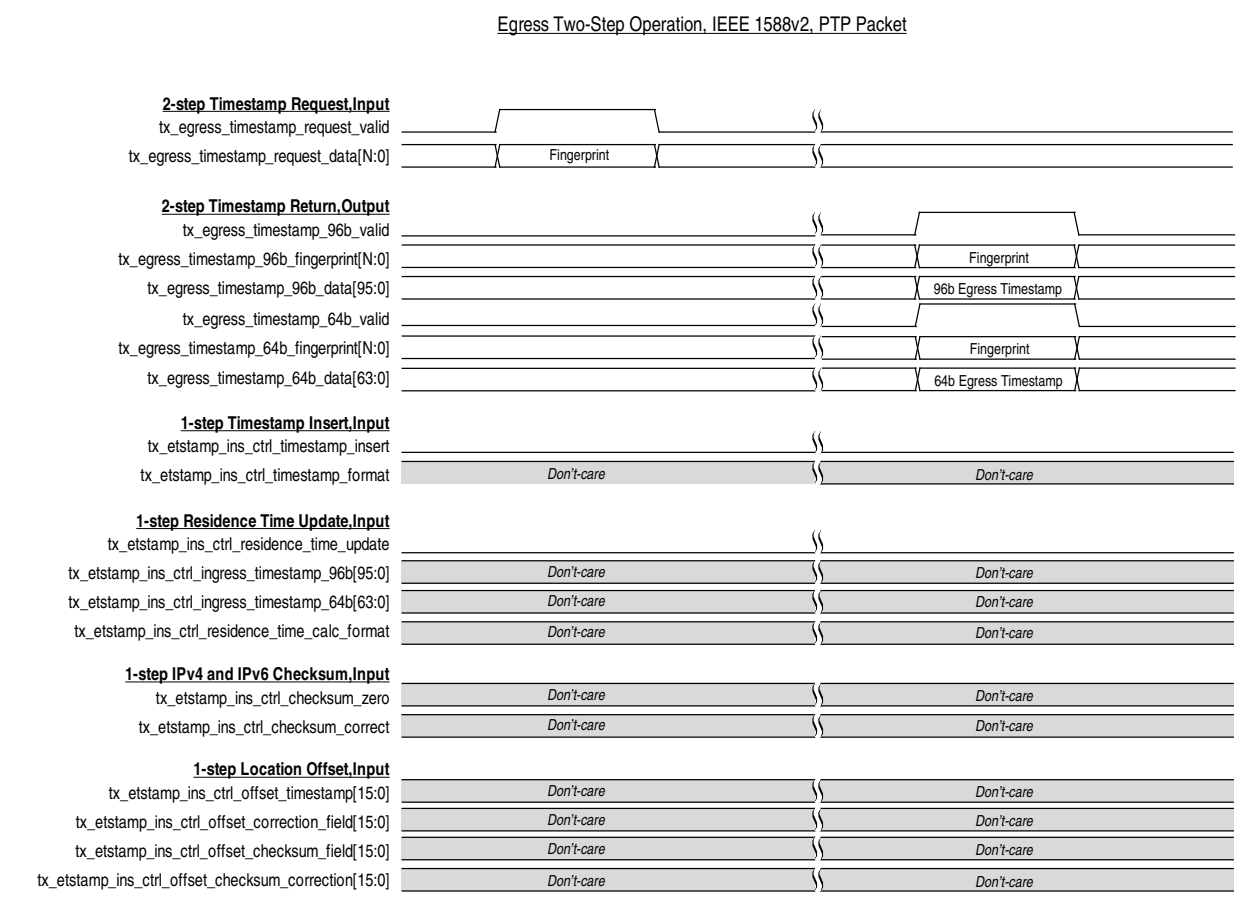 Egress Two-Step Operation, IEEE 1588v2, PTP Packet
2-step Timestamp Request,Input
tx_egress_timestamp_request_valid
tx_egress_timestamp_request_data[N:0] Fingerprint
2-step Timestamp Return,Output
tx_egress_timestamp_96b_valid
tx_egress_timestamp_96b_fingerprint[N:0] Fingerprint
tx_egress_timestamp_96b_data[95:0] 96b Egress Timestamp
tx_egress_timestamp_64b_valid
tx_egress_timestamp_64b_fingerprint[N:0] Fingerprint
tx_egress_timestamp_64b_data[63:0] 64b Egress Timestamp
1-step Timestamp Insert,Input
tx_etstamp_ins_ctrl_timestamp_insert
tx_etstamp_ins_ctrl_timestamp_format Don't-care Don't-care
1-step Residence Time Update,Input
tx_etstamp_ins_ctrl_residence_time_update
tx_etstamp_ins_ctrl_ingress_timestamp_96b[95:0] Don't-care Don't-care
tx_etstamp_ins_ctrl_ingress_timestamp_64b[63:0] Don't-care Don't-care
tx_etstamp_ins_ctrl_residence_time_calc_format Don't-care Don't-care
1-step IPv4 and IPv6 Checksum,Input
tx_etstamp_ins_ctrl_checksum_zero Don't-care Don't-care
tx_etstamp_ins_ctrl_checksum_correct Don't-care Don't-care
1-step Location Offset,Input
tx_etstamp_ins_ctrl_offset_timestamp[15:0] Don't-care Don't-care
tx_etstamp_ins_ctrl_offset_correction_field[15:0] Don't-care Don't-care
tx_etstamp_ins_ctrl_offset_checksum_field[15:0] Don't-care Don't-care
tx_etstamp_ins_ctrl_offset_checksum_correction[15:0] Don't-care Don't-care